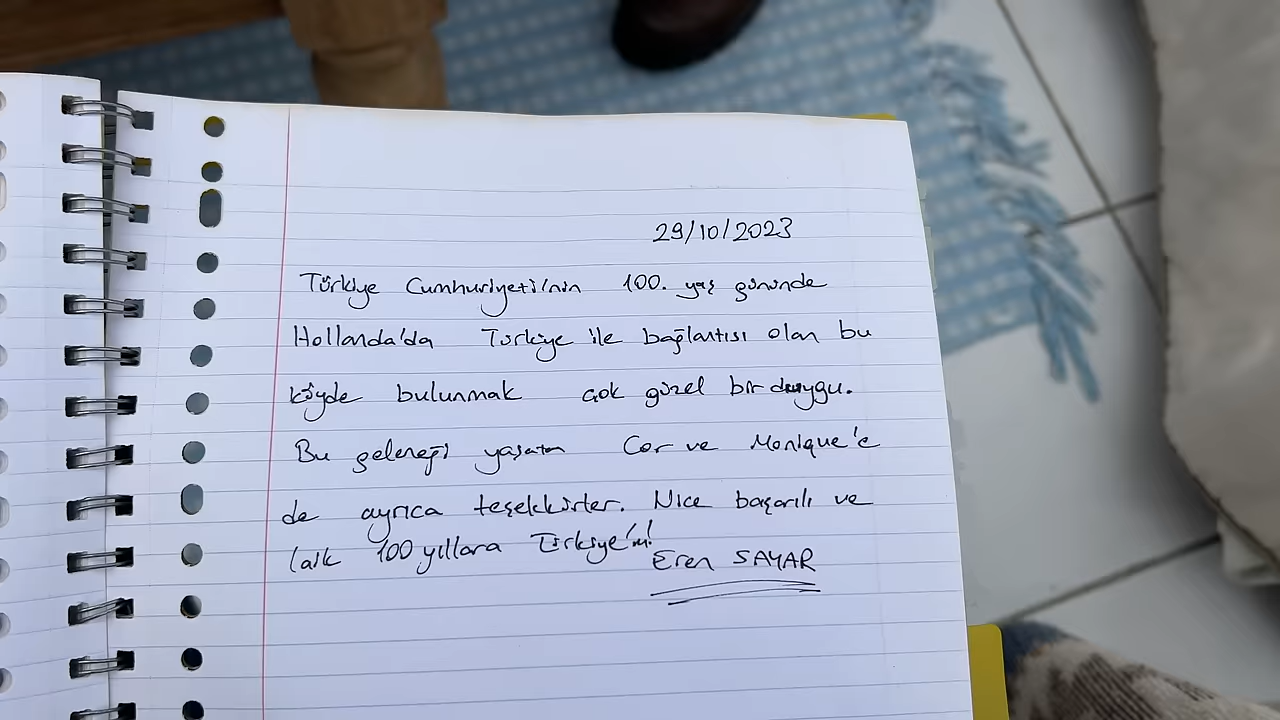 29/10/2023
Türkiye Cumhuriyeti'nin 100. yaş gününde
Hollanda'da Türkiye ile bağlantısı olan bu
köyde bulunmak çok güzel bir duygu.
Bu geleneği yaşatan Cor ve Monique'e
de ayrıca teşekkürler. Nice başarılı ve
laik 100 yıllara Türkiye'm!
Eren SAYAR